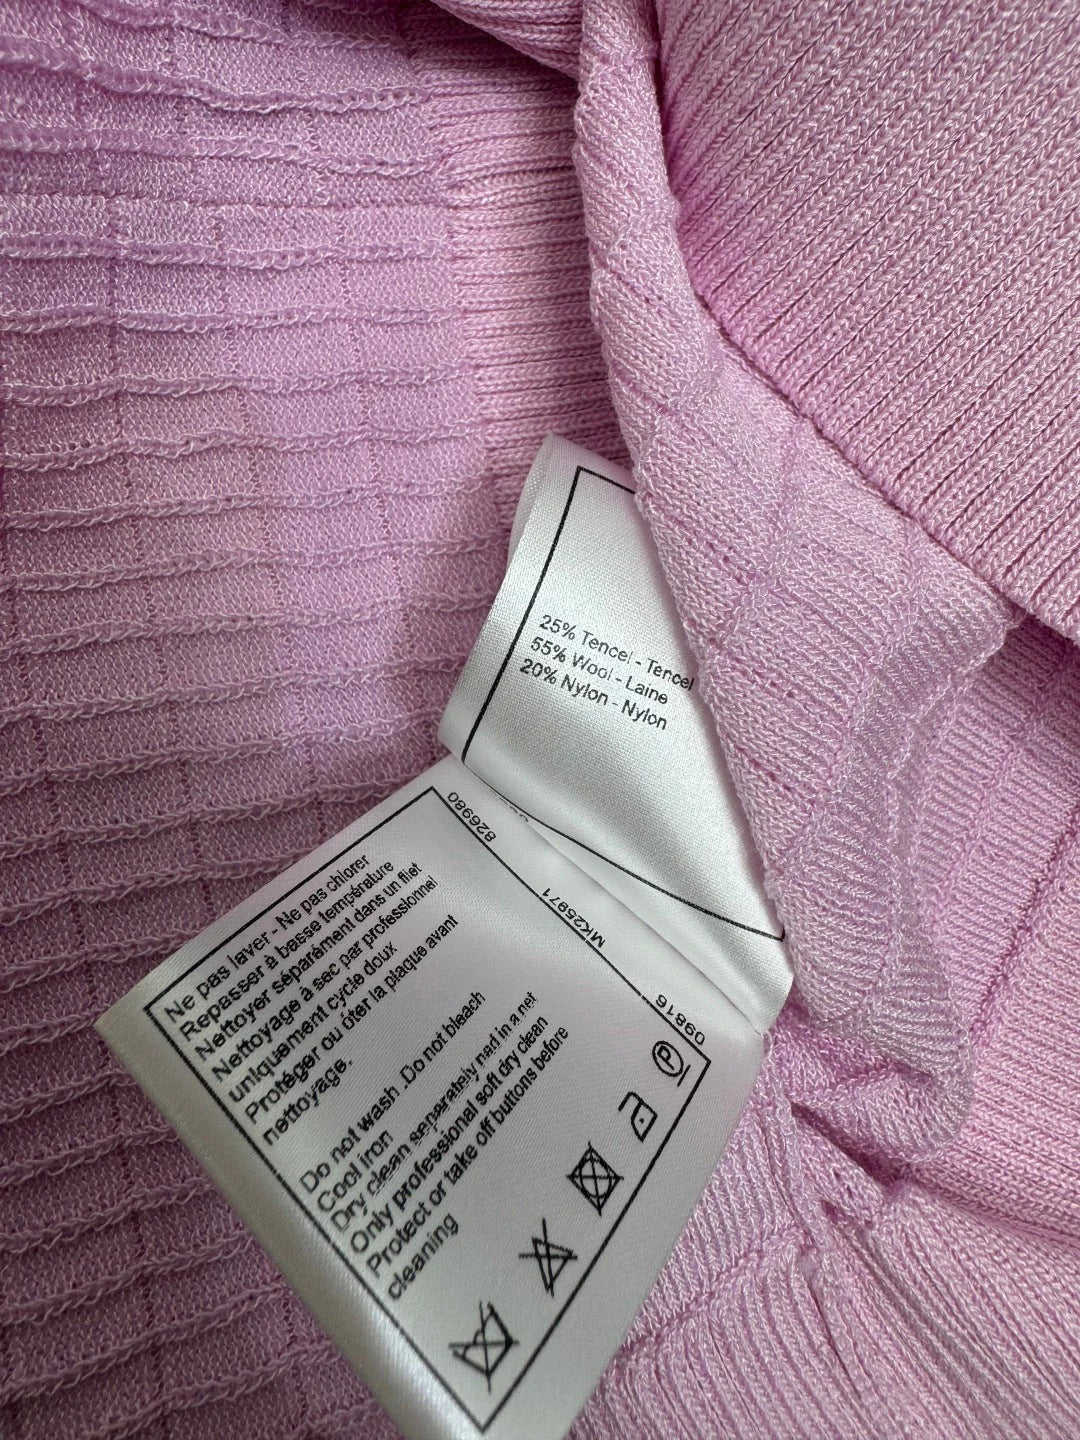 25% Tencel - Tencel
55% Wool - Laine
20% Nylon - Nylon
826980
MK25971
09816
Ne pas laver - Ne pas chlorer
Repasser à basse température
Nettoyer séparément dans un filet
Nettoyage à sec par professionnel
uniquement cycle doux
Protéger ou ôter la plaque avant
nettoyage.
Do not wash .Do not bleach
Cool iron
Dry clean separately nad in a net
Only professional soft dry clean
Protect or take off buttons before
cleaning
P